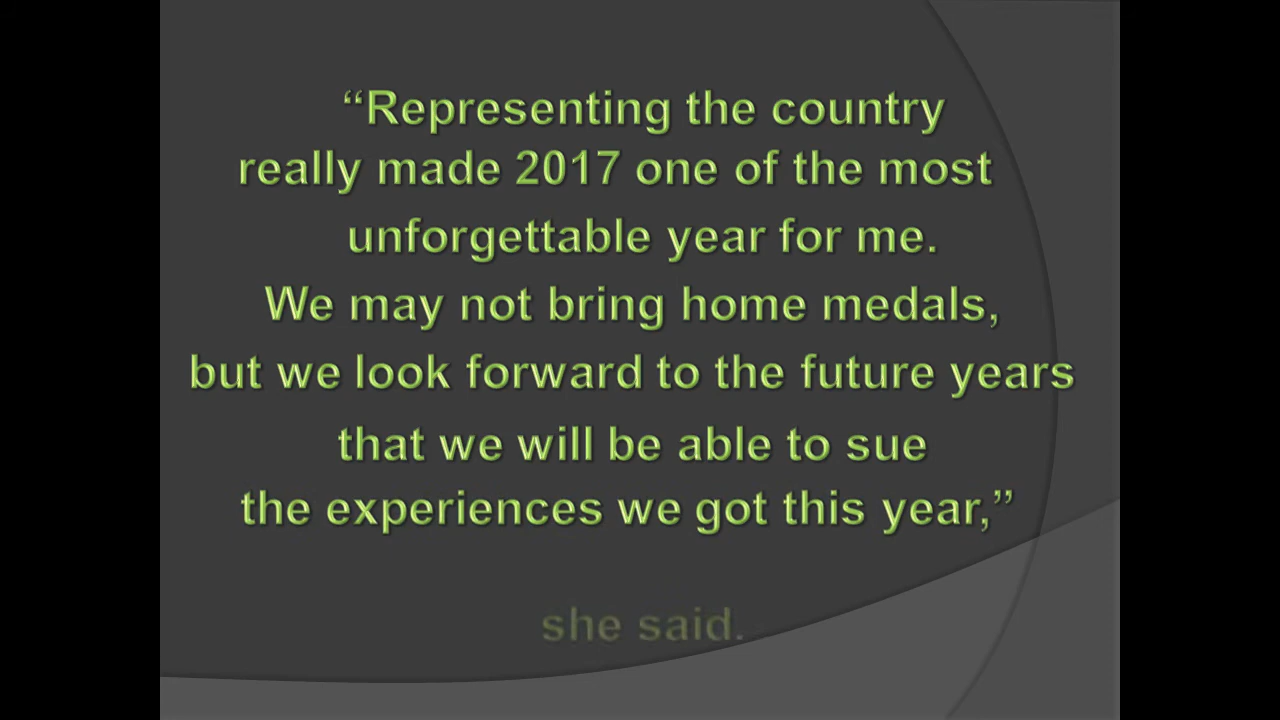 “Representing the country
really made 2017 one of the most
unforgettable year for me.
We may not bring home medals,
but we look forward to the future years
that we will be able to sue
the experiences we got this year,”
she said.